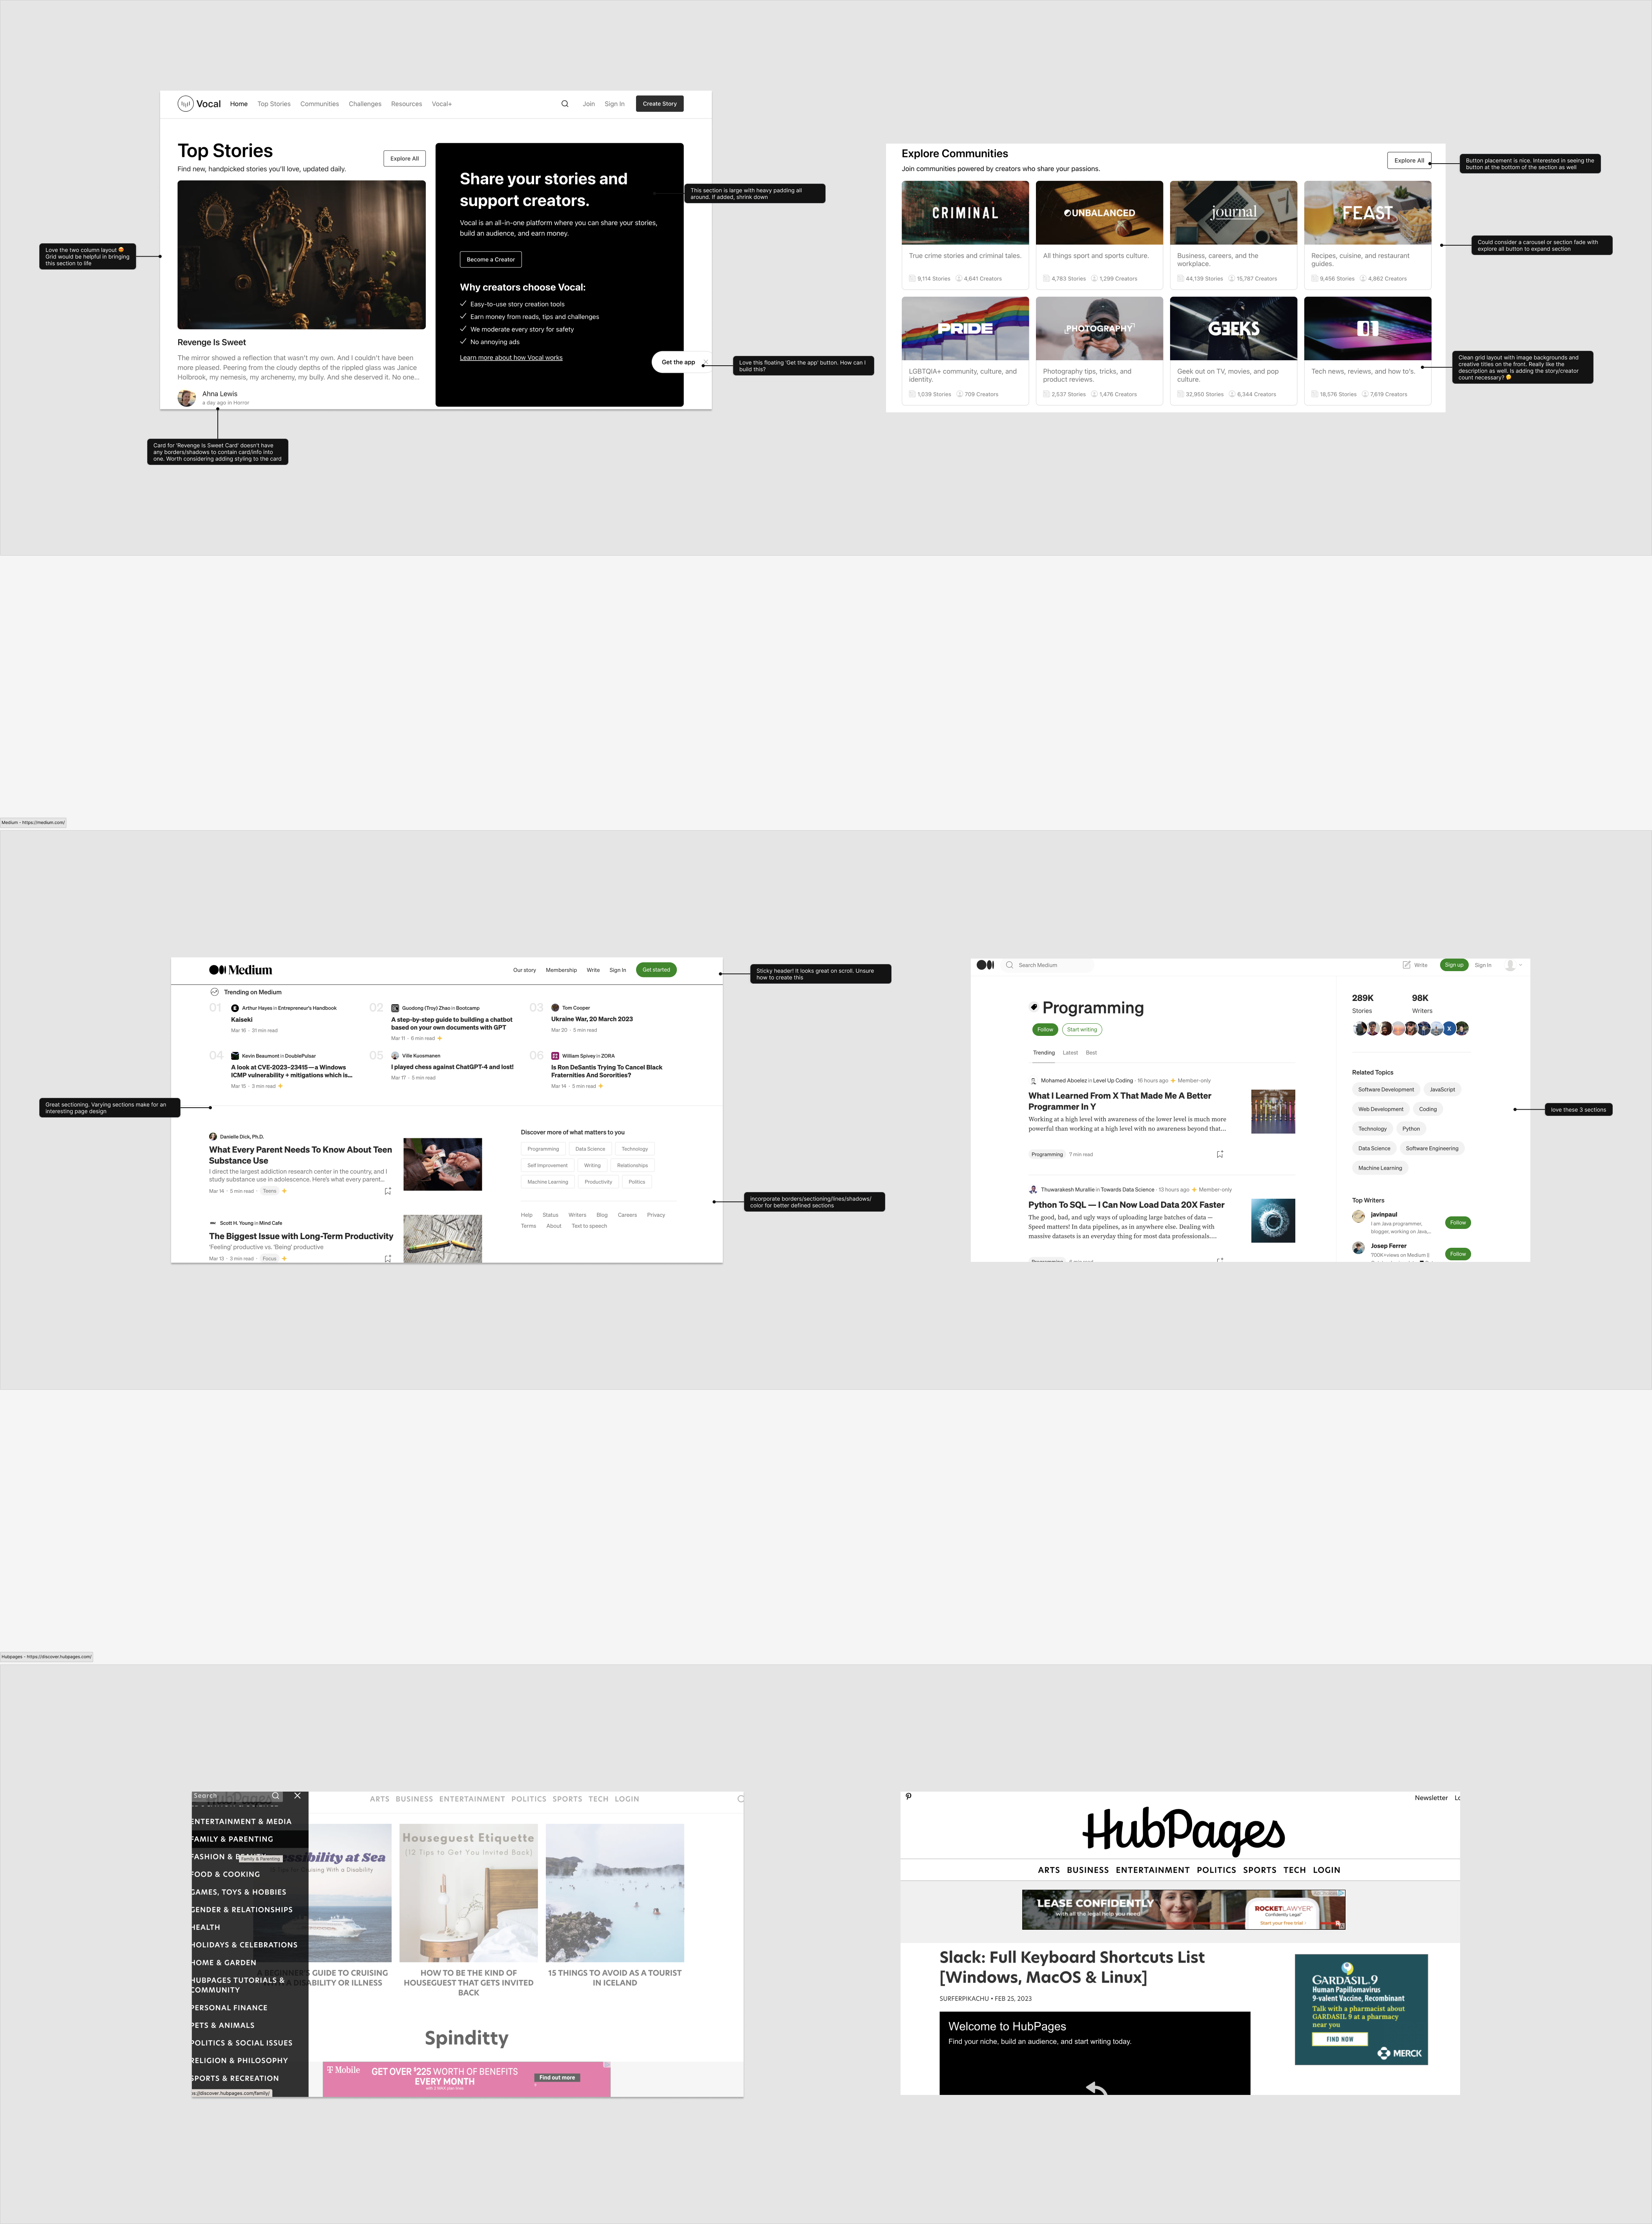 Vocal
Home
Top Stories
Communities
Challenges
Resources
Vocal+
Join
Sign In
Create Story
Top Stories
Explore All
Find new, handpicked stories you'll love, updated daily.
Share your stories and
support creators.
Vocal is an all-in-one platform where you can share your stories,
build an audience, and earn money.
Become a Creator
Why creators choose Vocal:
Easy-to-use story creation tools
Earn money from reads, tips and challenges
We moderate every story for safety
No annoying ads
Learn more about how Vocal works
Get the app
Revenge Is Sweet
The mirror showed a reflection that wasn't my own. And I couldn't have been
more pleased. Peering from the cloudy depths of the rippled glass was Janice
Holbrook, my nemesis, my archenemy, my bully. And she deserved it. No one...
Ahna Lewis
a day ago in Horror
Love the two column layout 😍
Grid would be helpful in bringing
this section to life
This section is large with heavy padding all
around. If added, shrink down
Love this floating 'Get the app' button. How can I
build this?
Card for 'Revenge Is Sweet Card' doesn't have
any borders/shadows to contain card/info into
one. Worth considering adding styling to the card
Explore Communities
Explore All
Join communities powered by creators who share your passions.
CRIMINAL
UNBALANCED
journal
FEAST
True crime stories and criminal tales.
9,114 Stories 4,641 Creators
All things sport and sports culture.
4,783 Stories 1,299 Creators
Business, careers, and the
workplace.
44,139 Stories 15,787 Creators
Recipes, cuisine, and restaurant
guides.
9,456 Stories 4,862 Creators
PRIDE
PHOTOGRAPHY
GEEKS
01
LGBTQIA+ community, culture, and
identity.
1,039 Stories 709 Creators
Photography tips, tricks, and
product reviews.
2,537 Stories 1,476 Creators
Geek out on TV, movies, and pop
culture.
32,950 Stories 6,344 Creators
Tech news, reviews, and how to's.
18,576 Stories 7,619 Creators
Button placement is nice. Interested in seeing the
button at the bottom of the section as well
Could consider a carousel or section fade with
explore all button to expand section
Clean grid layout with image backgrounds and
creative titles on the front. Really like the
description as well. Is adding the story/creator
count necessary? 🤔
Medium - https://medium.com/
Medium
Our story
Membership
Write
Sign In
Get started
Trending on Medium
01
Arthur Hayes in Entrepreneur's Handbook
Kaiseki
Mar 16 · 31 min read
02
Guodong (Troy) Zhao in Bootcamp
A step-by-step guide to building a chatbot
based on your own documents with GPT
Mar 11 · 6 min read
03
Tom Cooper
Ukraine War, 20 March 2023
Mar 20 · 5 min read
04
Kevin Beaumont in DoublePulsar
A look at CVE-2023-23415—a Windows
ICMP vulnerability + mitigations which is...
Mar 15 · 3 min read
05
Ville Kuosmanen
I played chess against ChatGPT-4 and lost!
Mar 17 · 5 min read
06
William Spivey in ZORA
Is Ron DeSantis Trying To Cancel Black
Fraternities And Sororities?
Mar 14 · 5 min read
Danielle Dick, Ph.D.
What Every Parent Needs To Know About Teen
Substance Use
I direct the largest addiction research center in the country, and I
study substance use in adolescence. Here's what every parent...
Mar 14 · 5 min read · Teens
Scott H. Young in Mind Cafe
The Biggest Issue with Long-Term Productivity
'Feeling' productive vs. 'Being' productive
Mar 13 · 3 min read · Focus
Discover more of what matters to you
Programming
Data Science
Technology
Self Improvement
Writing
Relationships
Machine Learning
Productivity
Politics
Help
Status
Writers
Blog
Careers
Privacy
Terms
About
Text to speech
Sticky header! It looks great on scroll. Unsure
how to create this
Great sectioning. Varying sections make for an
interesting page design
incorporate borders/sectioning/lines/shadows/
color for better defined sections
Search Medium
Write
Sign up
Sign In
Programming
Follow
Start writing
Trending
Latest
Best
Mohamed Aboelez in Level Up Coding · 16 hours ago Member-only
What I Learned From X That Made Me A Better
Programmer In Y
Working at a high level with awareness of the lower level is much more
powerful than working at a high level with no awareness beyond that...
Programming
7 min read
Thuwarakesh Murallie in Towards Data Science · 13 hours ago Member-only
Python To SQL — I Can Now Load Data 20X Faster
The good, bad, and ugly ways of uploading large batches of data —
Speed matters! In data pipelines, as in anywhere else. Dealing with
massive datasets is an everyday thing for most data professionals....
289K
Stories
98K
Writers
X
Related Topics
Software Development
JavaScript
Web Development
Coding
Technology
Python
Data Science
Software Engineering
Machine Learning
Top Writers
javinpaul
I am Java programmer,
blogger, working on Java,...
Follow
Josep Ferrer
700K+views on Medium ||
Follow
love these 3 sections
Hubpages - https://discover.hubpages.com/
Search
HubPages
ENTERTAINMENT & MEDIA
FAMILY & PARENTING
FASHION & BEAUTY
Family & Parenting
FOOD & COOKING
GAMES, TOYS & HOBBIES
GENDER & RELATIONSHIPS
HEALTH
HOLIDAYS & CELEBRATIONS
HOME & GARDEN
HUBPAGES TUTORIALS &
COMMUNITY
PERSONAL FINANCE
PETS & ANIMALS
POLITICS & SOCIAL ISSUES
RELIGION & PHILOSOPHY
SPORTS & RECREATION
//discover.hubpages.com/family/
ARTS BUSINESS ENTERTAINMENT POLITICS SPORTS TECH LOGIN
ssibility at Sea
Cruising With a Disability
Houseguest Etiquette
(12 Tips to Get You Invited Back)
A BEGINNER'S GUIDE TO CRUISING
A DISABILITY OR ILLNESS
HOW TO BE THE KIND OF
HOUSEGUEST THAT GETS INVITED
BACK
15 THINGS TO AVOID AS A TOURIST
IN ICELAND
Spinditty
T Mobile
GET OVER $225 WORTH OF BENEFITS
EVERY MONTH
Find out more
Newsletter
Lo
HubPages
ARTS BUSINESS ENTERTAINMENT POLITICS SPORTS TECH LOGIN
LEASE CONFIDENTLY
with all the legal help you need
ROCKETLAWYER
Confidently Legal
Start your free trial ›
Slack: Full Keyboard Shortcuts List
[Windows, MacOS & Linux]
SURFERPIKACHU • FEB 25, 2023
Welcome to HubPages
Find your niche, build an audience, and start writing today.
GARDASIL 9
Human Papillomavirus
9-valent Vaccine, Recombinant
Talk with a pharmacist about
GARDASIL 9 at a pharmacy
near you
FIND NOW
MERCK